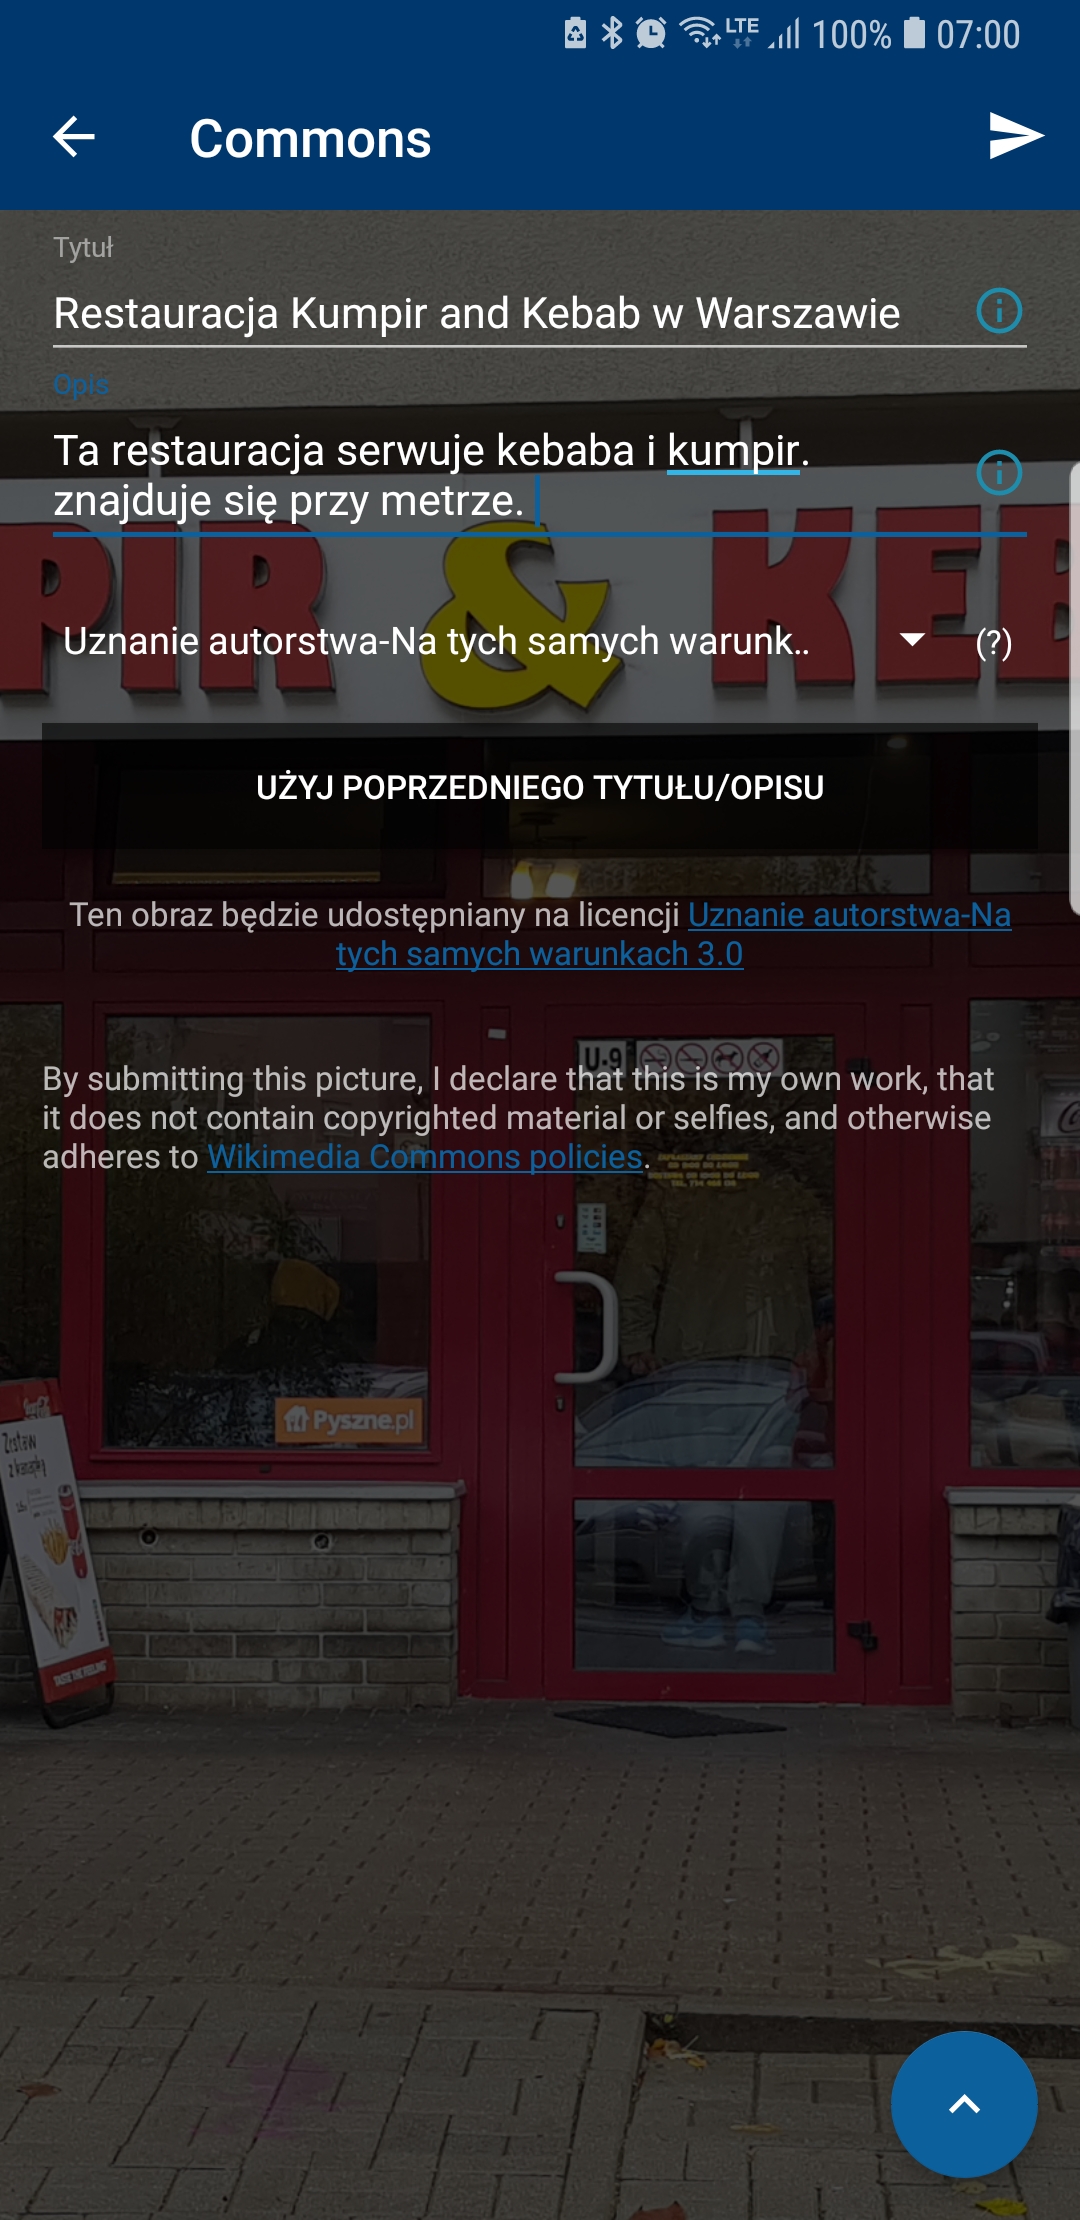 LTE 100% 07:00
Commons
Tytuł
Restauracja Kumpir and Kebab w Warszawie
Opis
Ta restauracja serwuje kebaba i kumpir.
znajduje się przy metrze.
PIR & KEB
Uznanie autorstwa-Na tych samych warunk.. (?)
UŻYJ POPRZEDNIEGO TYTUŁU/OPISU
Ten obraz będzie udostępniany na licencji Uznanie autorstwa-Na
tych samych warunkach 3.0
U-9
By submitting this picture, I declare that this is my own work, that
it does not contain copyrighted material or selfies, and otherwise
adheres to Wikimedia Commons policies.
Pyszne.pl
Zestaw
z kanapką
TASTE THE FEELING